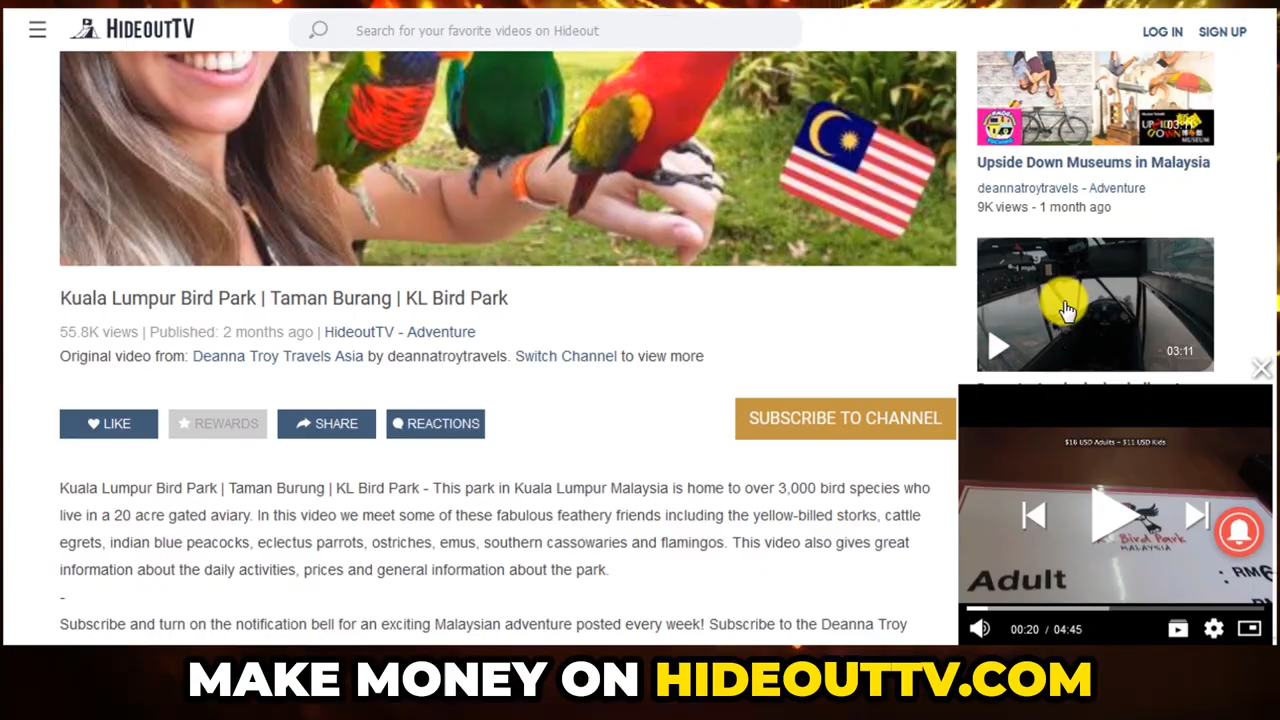 HIDEOUTTV
Search for your favorite videos on Hideout
LOG IN
SIGN UP
03:11
UPSIDE
DOWN
MUSEUM
Upside Down Museums in Malaysia
deannatroytravels - Adventure
9K views - 1 month ago
03:11
Kuala Lumpur Bird Park | Taman Burang | KL Bird Park
55.8K views | Published: 2 months ago | HideoutTV - Adventure
Original video from: Deanna Troy Travels Asia by deannatroytravels. Switch Channel to view more
LIKE
REWARDS
SHARE
REACTIONS
SUBSCRIBE TO CHANNEL
Kuala Lumpur Bird Park | Taman Burung | KL Bird Park - This park in Kuala Lumpur Malaysia is home to over 3,000 bird species who
live in a 20 acre gated aviary. In this video we meet some of these fabulous feathery friends including the yellow-billed storks, cattle
egrets, indian blue peacocks, eclectus parrots, ostriches, emus, southern cassowaries and flamingos. This video also gives great
information about the daily activities, prices and general information about the park.
-
Subscribe and turn on the notification bell for an exciting Malaysian adventure posted every week! Subscribe to the Deanna Troy
$16 USD Adults - $11 USD Kids
Bird Park
MALAYSIA
Adult
: RM6
00:20 / 04:45
MAKE MONEY ON HIDEOUTTV.COM